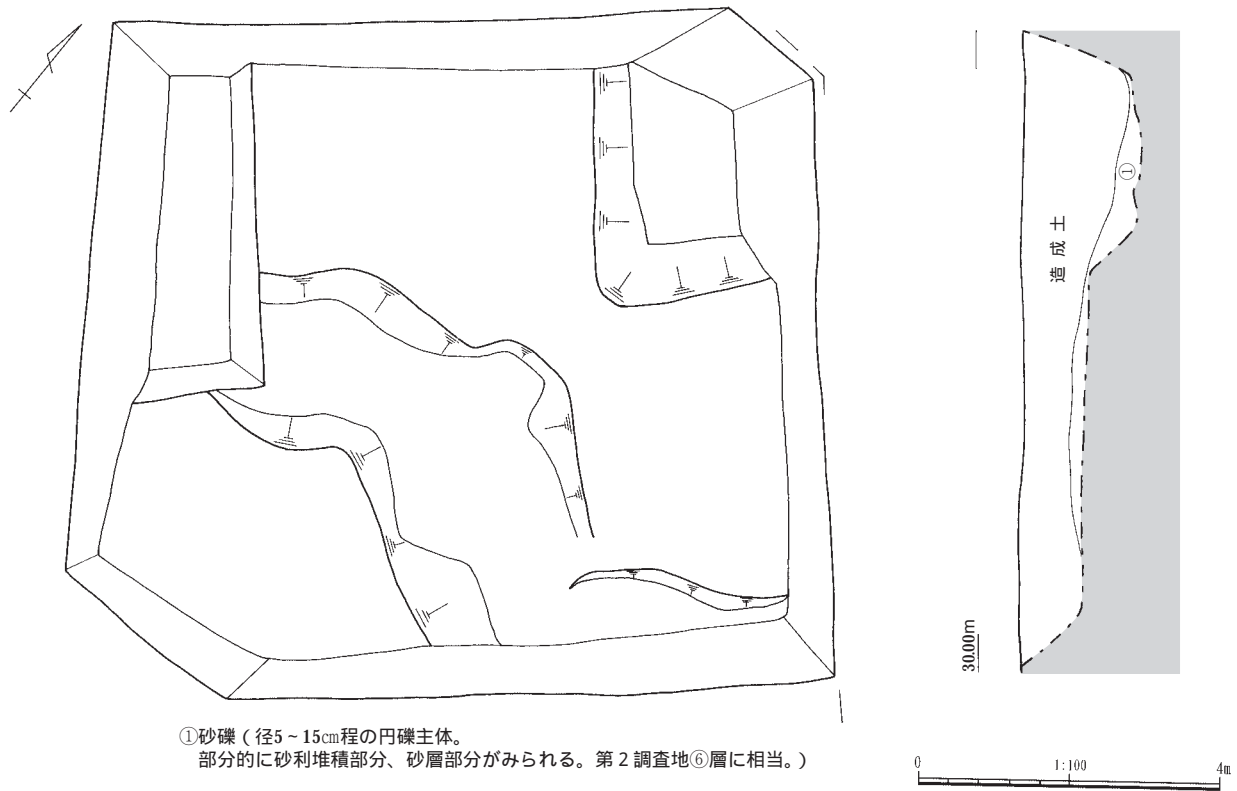 ①
造成土
30.00m
①砂礫（径5～15㎝程の円礫主体。
部分的に砂利堆積部分、砂層部分がみられる。第２調査地⑥層に相当。）
0 1:100 4m